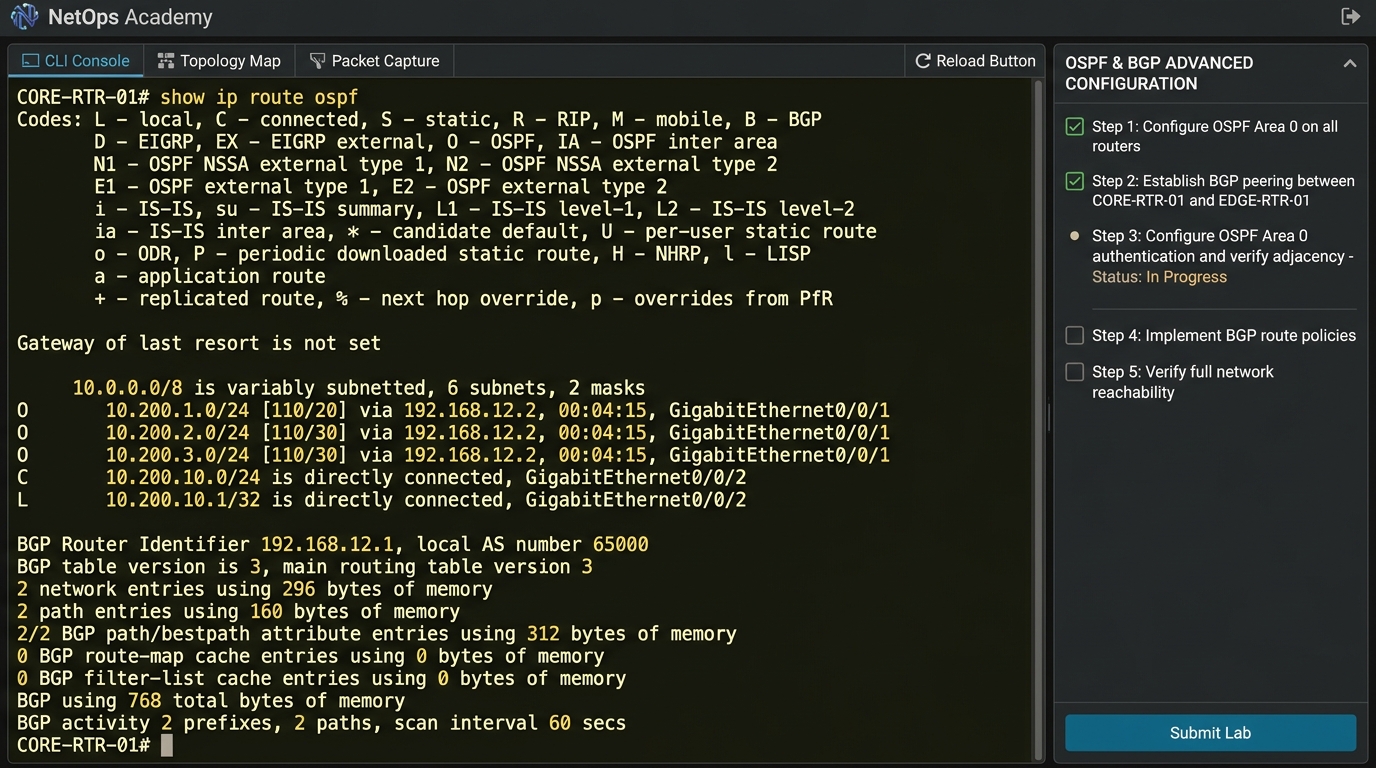 NetOps Academy
CLI Console
Topology Map
Packet Capture
Reload Button
CORE-RTR-01# show ip route ospf
Codes: L - local, C - connected, S - static, R - RIP, M - mobile, B - BGP
D - EIGRP, EX - EIGRP external, O - OSPF, IA - OSPF inter area
N1 - OSPF NSSA external type 1, N2 - OSPF NSSA external type 2
E1 - OSPF external type 1, E2 - OSPF external type 2
i - IS-IS, su - IS-IS summary, L1 - IS-IS level-1, L2 - IS-IS level-2
ia - IS-IS inter area, * - candidate default, U - per-user static route
o - ODR, P - periodic downloaded static route, H - NHRP, l - LISP
a - application route
+ - replicated route, % - next hop override, p - overrides from PfR
Gateway of last resort is not set
10.0.0.0/8 is variably subnetted, 6 subnets, 2 masks
O 10.200.1.0/24 [110/20] via 192.168.12.2, 00:04:15, GigabitEthernet0/0/1
O 10.200.2.0/24 [110/30] via 192.168.12.2, 00:04:15, GigabitEthernet0/0/1
O 10.200.3.0/24 [110/30] via 192.168.12.2, 00:04:15, GigabitEthernet0/0/1
C 10.200.10.0/24 is directly connected, GigabitEthernet0/0/2
L 10.200.10.1/32 is directly connected, GigabitEthernet0/0/2
BGP Router Identifier 192.168.12.1, local AS number 65000
BGP table version is 3, main routing table version 3
2 network entries using 296 bytes of memory
2 path entries using 160 bytes of memory
2/2 BGP path/bestpath attribute entries using 312 bytes of memory
0 BGP route-map cache entries using 0 bytes of memory
0 BGP filter-list cache entries using 0 bytes of memory
BGP using 768 total bytes of memory
BGP activity 2 prefixes, 2 paths, scan interval 60 secs
CORE-RTR-01#
OSPF & BGP ADVANCED
CONFIGURATION
Step 1: Configure OSPF Area 0 on all
routers
Step 2: Establish BGP peering between
CORE-RTR-01 and EDGE-RTR-01
Step 3: Configure OSPF Area 0
authentication and verify adjacency -
Status: In Progress
Step 4: Implement BGP route policies
Step 5: Verify full network
reachability
Submit Lab